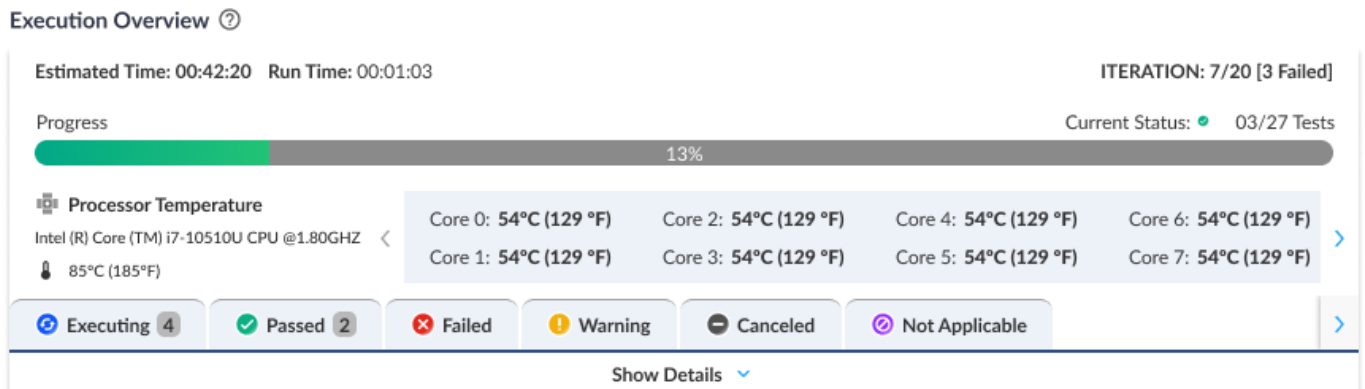 Execution Overview ?
Estimated Time: 00:42:20 Run Time: 00:01:03 ITERATION: 7/20 [3 Failed]
Progress Current Status: 03/27 Tests
13%
Processor Temperature
Intel (R) Core (TM) i7-10510U CPU @1.80GHZ
85°C (185°F)
Core 0: 54°C (129 °F) Core 2: 54°C (129 °F) Core 4: 54°C (129 °F) Core 6: 54°C (129 °F)
Core 1: 54°C (129 °F) Core 3: 54°C (129 °F) Core 5: 54°C (129 °F) Core 7: 54°C (129 °F)
Executing 4 Passed 2 Failed Warning Canceled Not Applicable
Show Details